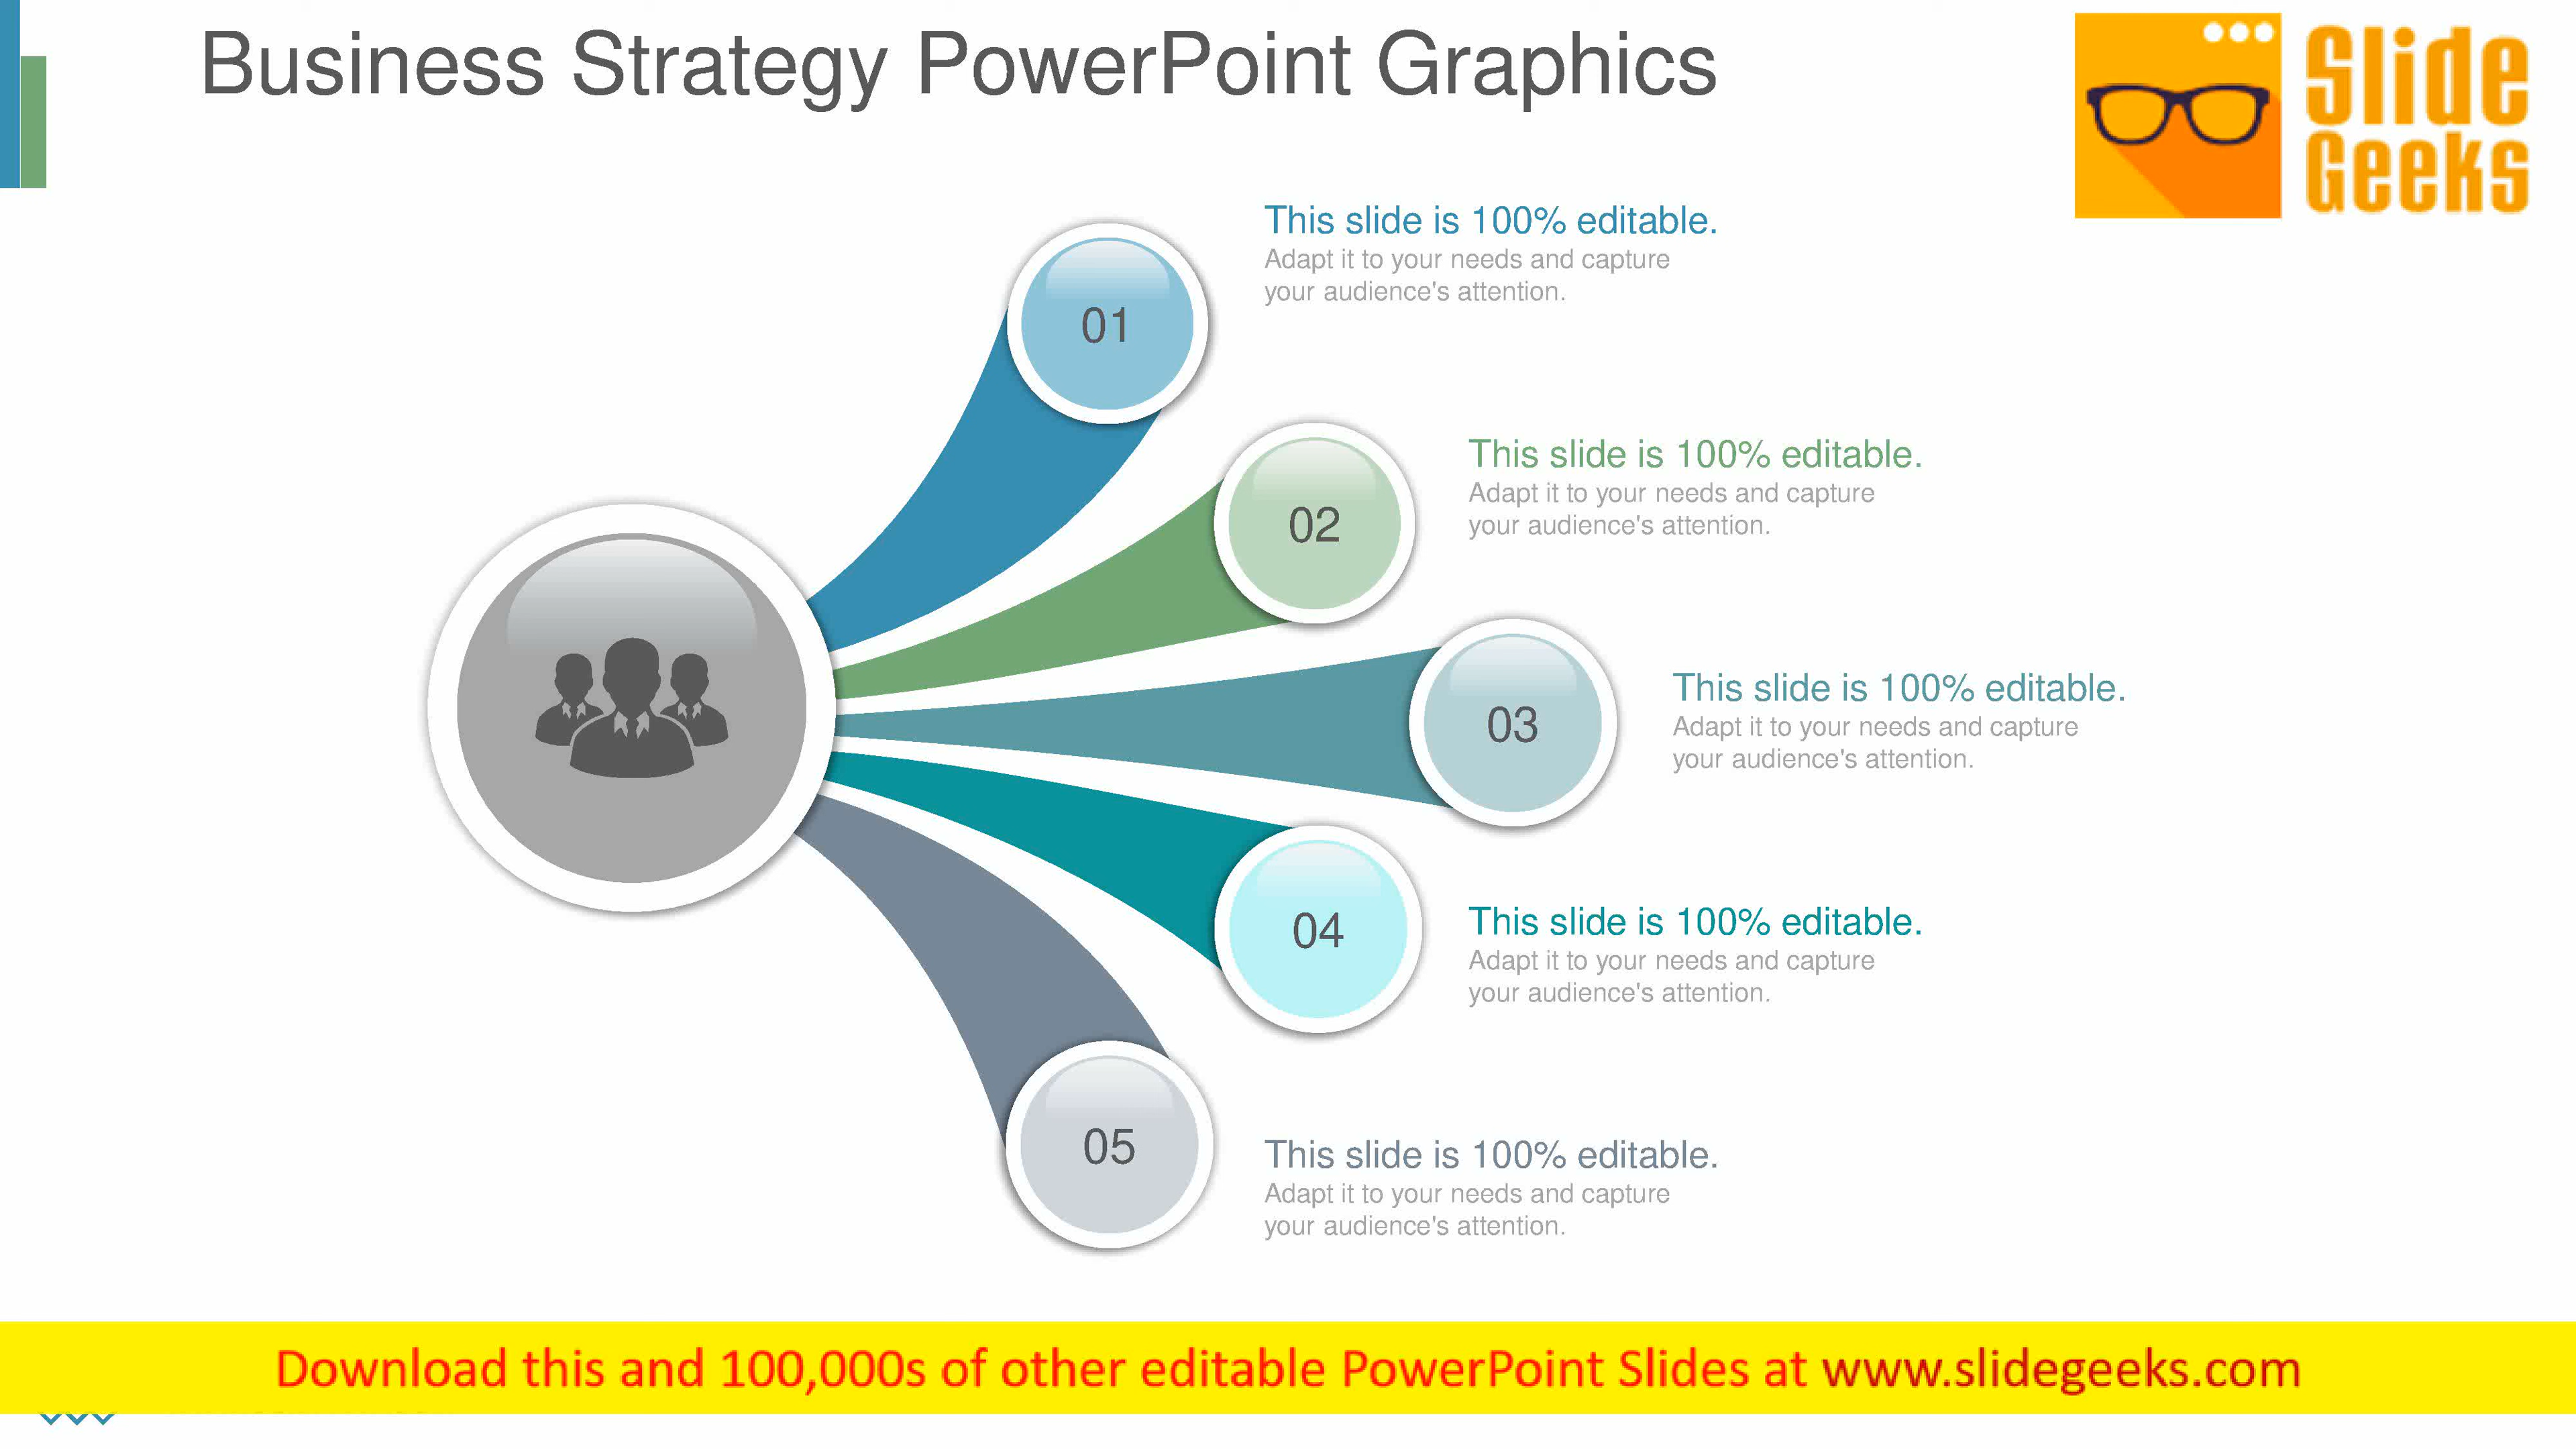 Business Strategy PowerPoint Graphics
Slide
Geeks
This slide is 100% editable.
Adapt it to your needs and capture
your audience's attention.
01
This slide is 100% editable.
Adapt it to your needs and capture
your audience's attention.
02
This slide is 100% editable.
Adapt it to your needs and capture
your audience's attention.
03
This slide is 100% editable.
Adapt it to your needs and capture
your audience's attention.
04
This slide is 100% editable.
Adapt it to your needs and capture
your audience's attention.
05
Download this and 100,000s of other editable PowerPoint Slides at www.slidegeeks.com